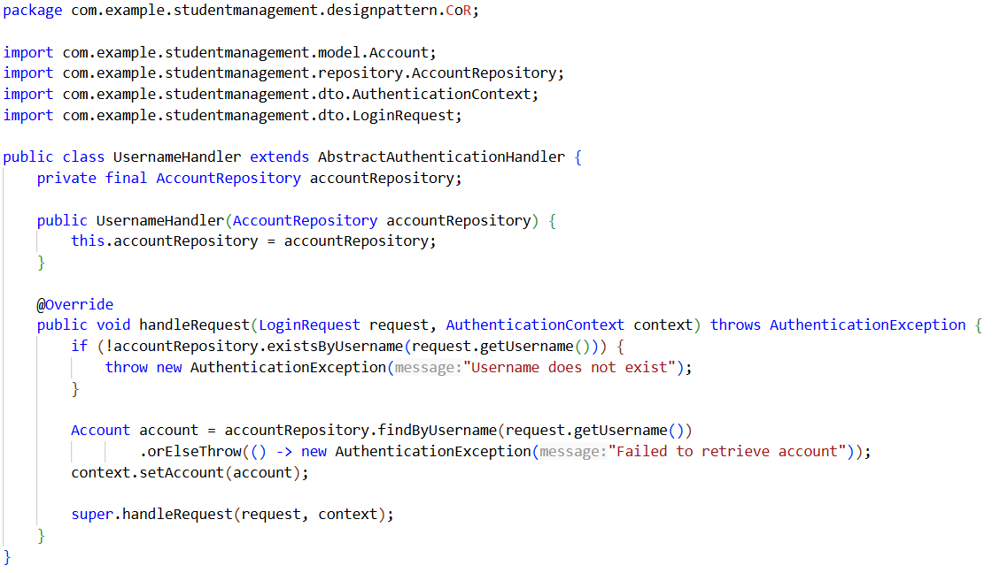 package com.example.studentmanagement.designpattern.CoR;
import com.example.studentmanagement.model.Account;
import com.example.studentmanagement.repository.AccountRepository;
import com.example.studentmanagement.dto.AuthenticationContext;
import com.example.studentmanagement.dto.LoginRequest;
public class UsernameHandler extends AbstractAuthenticationHandler {
    private final AccountRepository accountRepository;
    public UsernameHandler(AccountRepository accountRepository) {
        this.accountRepository = accountRepository;
    }
    @Override
    public void handleRequest(LoginRequest request, AuthenticationContext context) throws AuthenticationException {
        if (!accountRepository.existsByUsername(request.getUsername())) {
            throw new AuthenticationException(message:"Username does not exist");
        }
        Account account = accountRepository.findByUsername(request.getUsername())
                .orElseThrow(() -> new AuthenticationException(message:"Failed to retrieve account"));
        context.setAccount(account);
        super.handleRequest(request, context);
    }
}